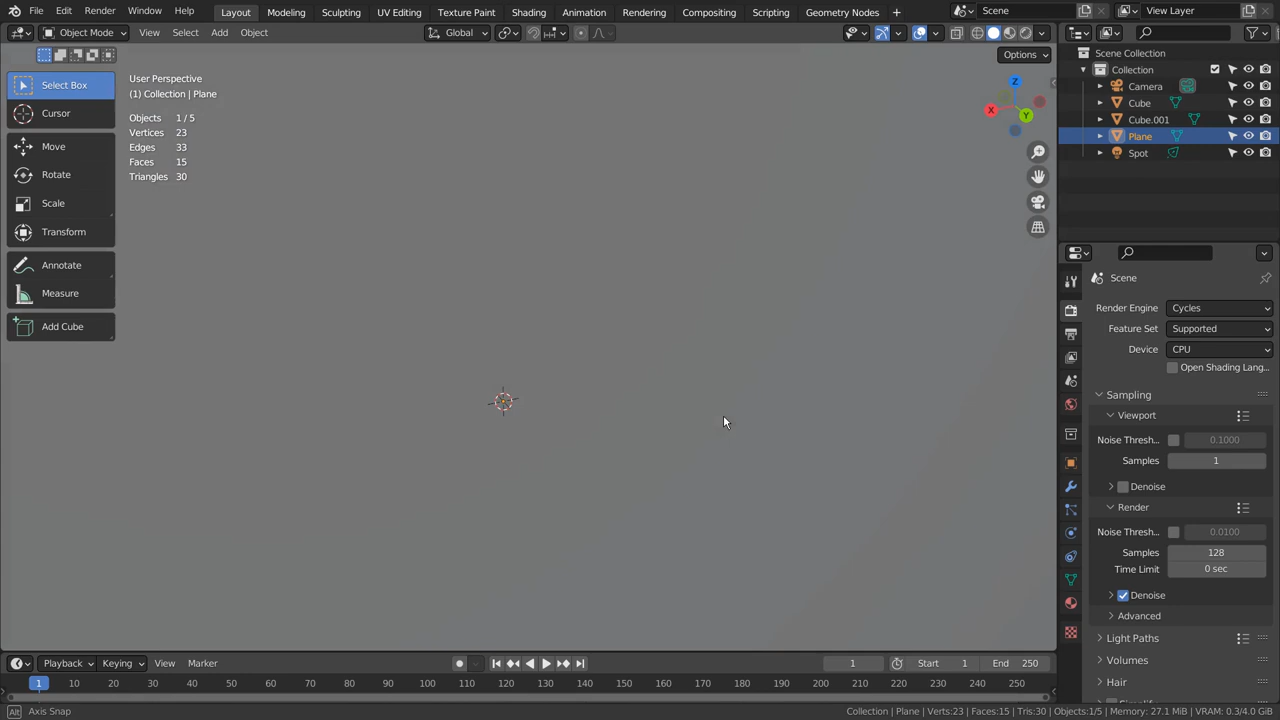 File Edit Render Window Help Layout Modeling Sculpting UV Editing Texture Paint Shading Animation Rendering Compositing Scripting Geometry Nodes + Scene View Layer
Object Mode View Select Add Object Global
Options
Select Box
Cursor
Move
Rotate
Scale
Transform
Annotate
Measure
Add Cube
User Perspective
(1) Collection | Plane
Objects 1 / 5
Vertices 23
Edges 33
Faces 15
Triangles 30
Z
X
Y
Scene Collection
Collection
Camera
Cube
Cube.001
Plane
Spot
Scene
Render Engine Cycles
Feature Set Supported
Device CPU
Open Shading Lang...
Sampling
Viewport
Noise Thresh... 0.1000
Samples 1
Denoise
Render
Noise Thresh... 0.0100
Samples 128
Time Limit 0 sec
Denoise
Advanced
Light Paths
Volumes
Hair
Playback Keying View Marker 1 Start 1 End 250
1 10 20 30 40 50 60 70 80 90 100 110 120 130 140 150 160 170 180 190 200 210 220 230 240 250
Alt Axis Snap Collection | Plane | Verts:23 | Faces:15 | Tris:30 | Objects:1/5 | Memory: 27.1 MiB | VRAM: 0.3/4.0 GiB